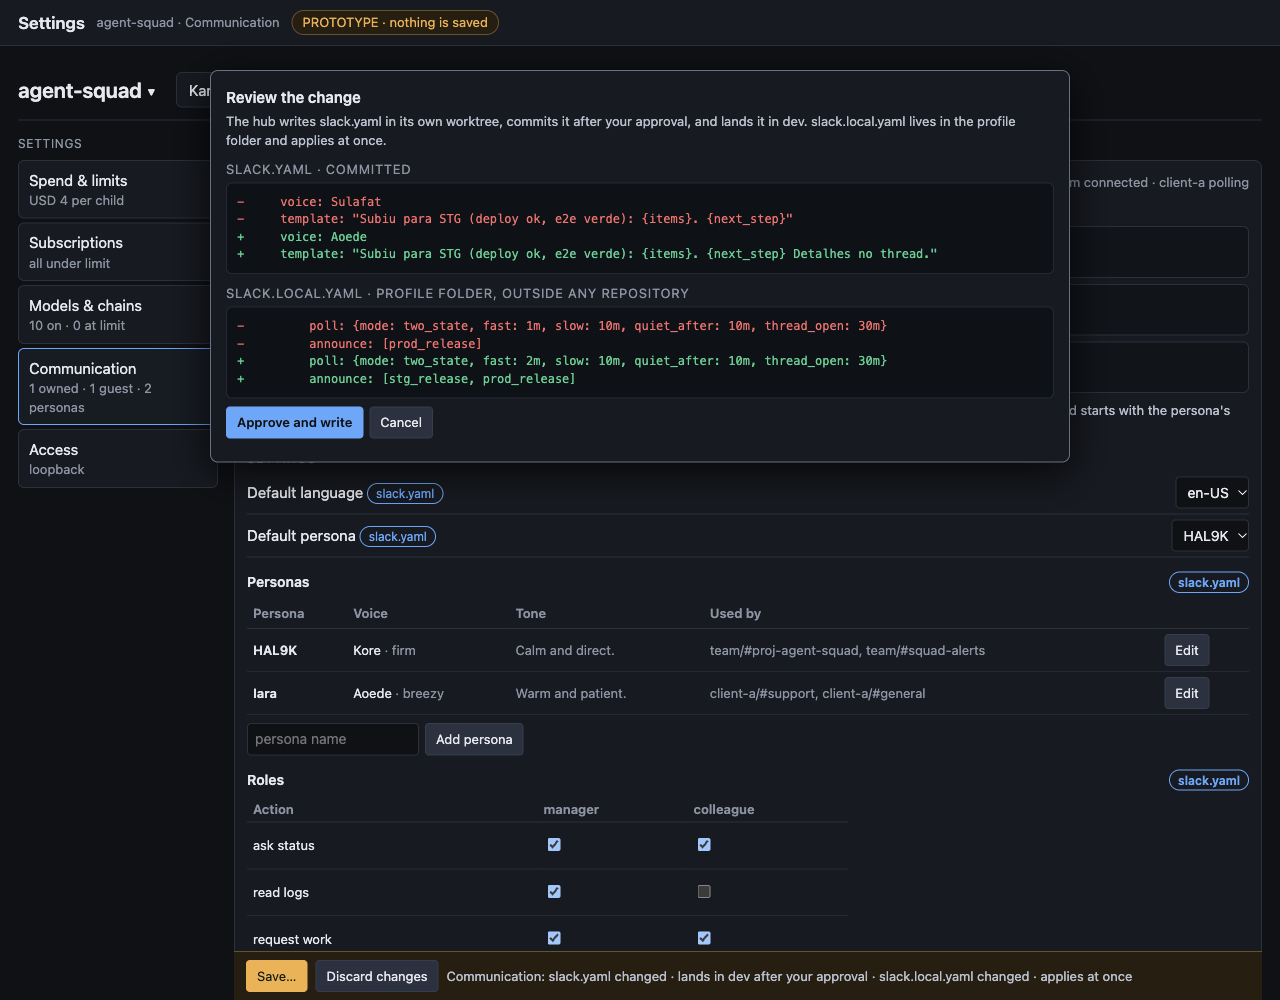 Settings agent-squad · Communication PROTOTYPE · nothing is saved
agent-squad ▾
SETTINGS
Spend & limits
USD 4 per child
Subscriptions
all under limit
Models & chains
10 on · 0 at limit
Communication
1 owned · 1 guest · 2
personas
Access
loopback
Review the change
The hub writes slack.yaml in its own worktree, commits it after your approval, and lands it in dev. slack.local.yaml lives in the profile
folder and applies at once.
SLACK.YAML · COMMITTED
- voice: Sulafat
- template: "Subiu para STG (deploy ok, e2e verde): {items}. {next_step}"
+ voice: Aoede
+ template: "Subiu para STG (deploy ok, e2e verde): {items}. {next_step} Detalhes no thread."
SLACK.LOCAL.YAML · PROFILE FOLDER, OUTSIDE ANY REPOSITORY
- poll: {mode: two_state, fast: 1m, slow: 10m, quiet_after: 10m, thread_open: 30m}
- announce: [prod_release]
+ poll: {mode: two_state, fast: 2m, slow: 10m, quiet_after: 10m, thread_open: 30m}
+ announce: [stg_release, prod_release]
Approve and write Cancel
connected · client-a polling
starts with the persona's
Default language slack.yaml en-US
Default persona slack.yaml HAL9K
Personas slack.yaml
Persona Voice Tone Used by
HAL9K Kore · firm Calm and direct. team/#proj-agent-squad, team/#squad-alerts Edit
Iara Aoede · breezy Warm and patient. client-a/#support, client-a/#general Edit
persona name Add persona
Roles slack.yaml
Action manager colleague
ask status
read logs
request work
Save... Discard changes Communication: slack.yaml changed · lands in dev after your approval · slack.local.yaml changed · applies at once